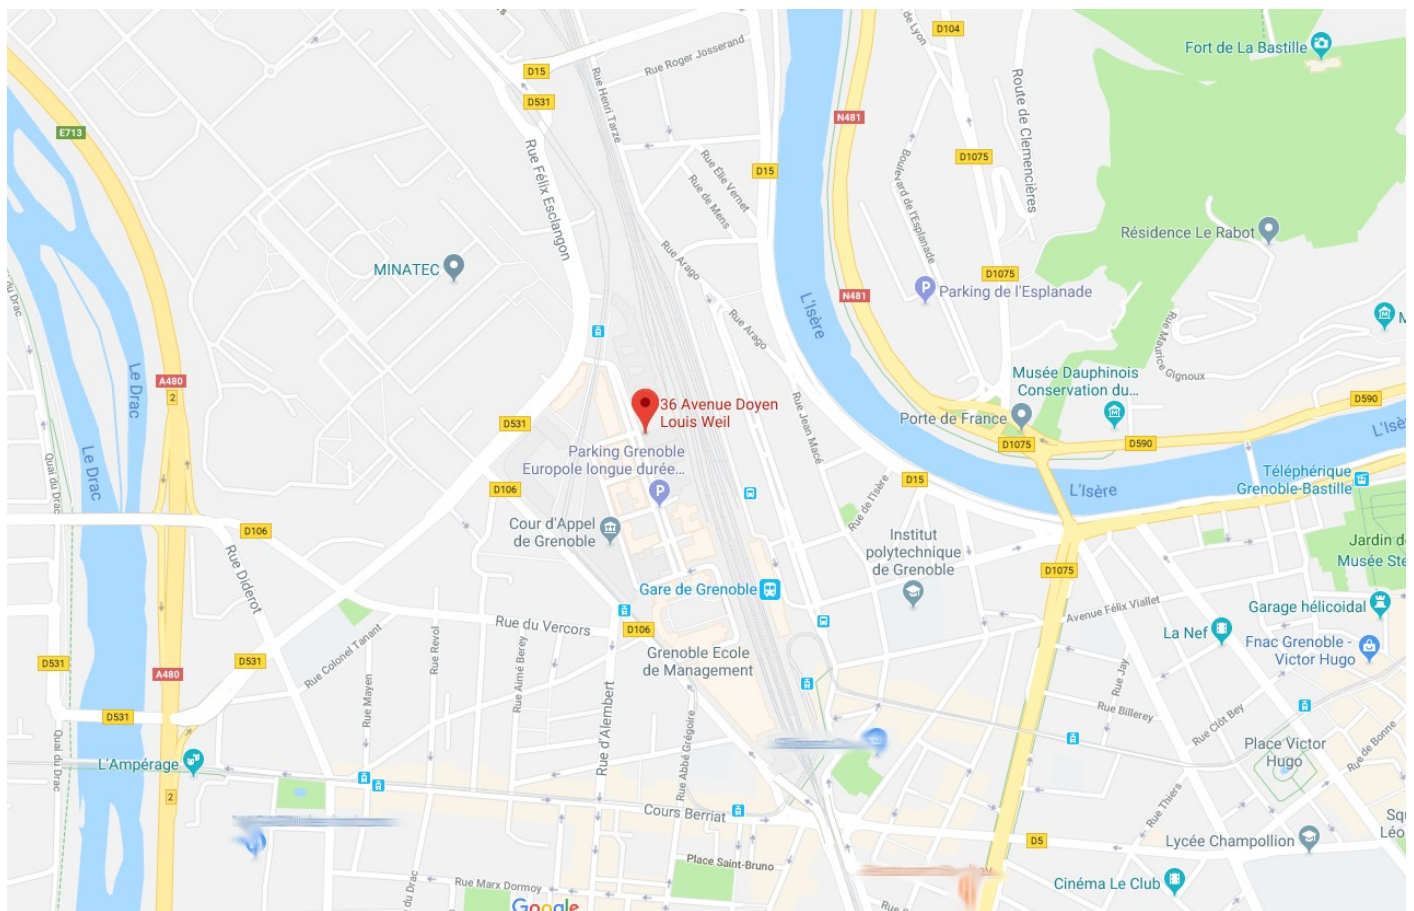 de Lyon
D104
Fort de La Bastille
Rue Roger Josserand
D15
D531
Rue Henri Tarze
Route de Clemencières
N481
E713
Rue Félix Esclangon
D15
Rue Élie Vernet
Rue de Mens
D1075
Boulevard de l'Esplanade
Résidence Le Rabot
Rue Arago
MINATEC
D1075
N481
Parking de l'Esplanade
L'Isère
Rue Arago
M
du Drac
Rue Maurice Gignoux
Le Drac
A480
2
Musée Dauphinois
Conservation du...
36 Avenue Doyen
Louis Weil
D590
Porte de France
D531
Rue Jean Macé
D1075
D590
L'Isè
Parking Grenoble
Europole longue durée...
Le Drac
Quai du Drac
D106
D15
L'Isère
Téléphérique
Grenoble-Bastille
Rue de l'Isère
D106
Cour d'Appel
de Grenoble
Institut
polytechnique
de Grenoble
Jardin de
Musée Ste
D1075
Rue Diderot
Gare de Grenoble
Avenue Félix Viallet
Garage hélicoidal
Rue du Vercors
D106
La Nef
Fnac Grenoble -
Victor Hugo
Rue Colonel Tanant
Rue Revol
Rue Aimé Berey
D531
D531
Grenoble Ecole
de Management
A480
Rue Jay
Rue Mayen
Rue d'Alembert
Rue Abbé Grégoire
Rue Billerey
Rue Clôt Bey
D531
Quai du Drac
Place Victor
Hugo
Rue de Bonne
L'Ampérage
2
Cours Berriat
Rue Thiers
D5
Lycée Champollion
Squ
Léo
Place Saint-Bruno
Rue du Drac
Rue Marx Dormoy
Cinéma Le Club
Google